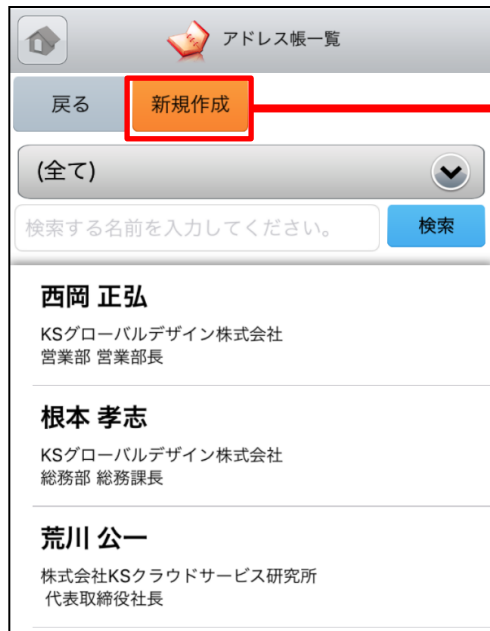 アドレス帳一覧
戻る
新規作成
(全て)
検索する名前を入力してください。
検索
西岡 正弘
KSグローバルデザイン株式会社
営業部 営業部長
根本 孝志
KSグローバルデザイン株式会社
総務部 総務課長
荒川 公一
株式会社KSクラウドサービス研究所
代表取締役社長